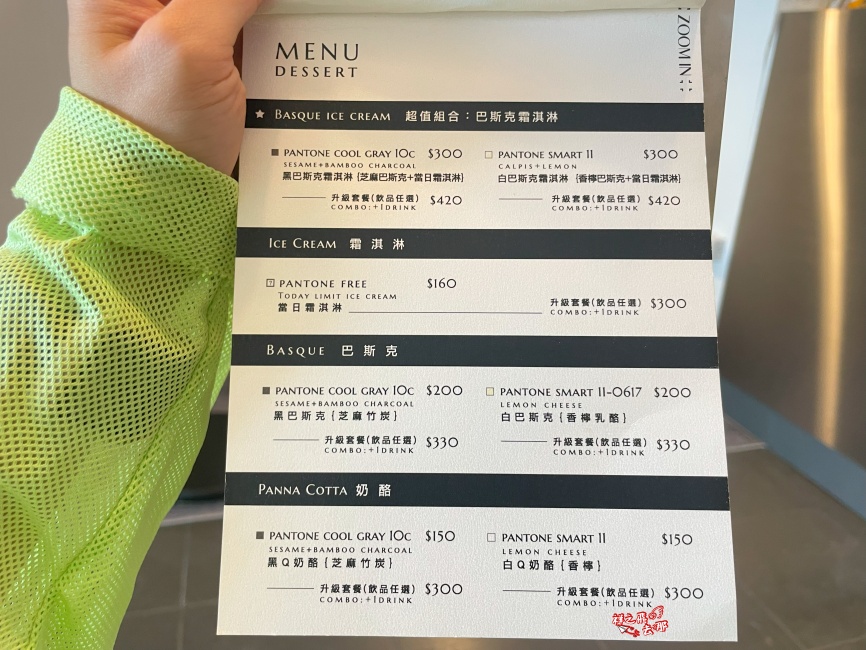 MENU
DESSERT
ZOOM IN
★ BASQUE ICE CREAM 超值組合:巴斯克霜淇淋
PANTONE COOL GRAY 10C $300
SESAME+BAMBOO CHARCOAL
黑巴斯克霜淇淋 {芝麻巴斯克+當日霜淇淋}
升級套餐(飲品任選) $420
COMBO:+1DRINK
PANTONE SMART 11 $300
CALPIS+LEMON
白巴斯克霜淇淋 {香檸巴斯克+當日霜淇淋}
升級套餐(飲品任選) $420
COMBO:+1DRINK
ICE CREAM 霜淇淋
PANTONE FREE $160
TODAY LIMIT ICE CREAM
當日霜淇淋
升級套餐(飲品任選) $300
COMBO:+1DRINK
BASQUE 巴斯克
PANTONE COOL GRAY 10C $200
SESAME+BAMBOO CHARCOAL
黑巴斯克{芝麻竹炭}
升級套餐(飲品任選) $330
COMBO:+1DRINK
PANTONE SMART 11-0617 $200
LEMON CHEESE
白巴斯克{香檸乳酪}
升級套餐(飲品任選) $330
COMBO:+1DRINK
PANNA COTTA 奶酪
PANTONE COOL GRAY 10C $150
SESAME+BAMBOO CHARCOAL
黑Q奶酪{芝麻竹炭}
升級套餐(飲品任選) $300
COMBO:+1DRINK
PANTONE SMART 11 $150
LEMON CHEESE
白Q奶酪{香檸}
升級套餐(飲品任選) $300
COMBO:+1DRINK